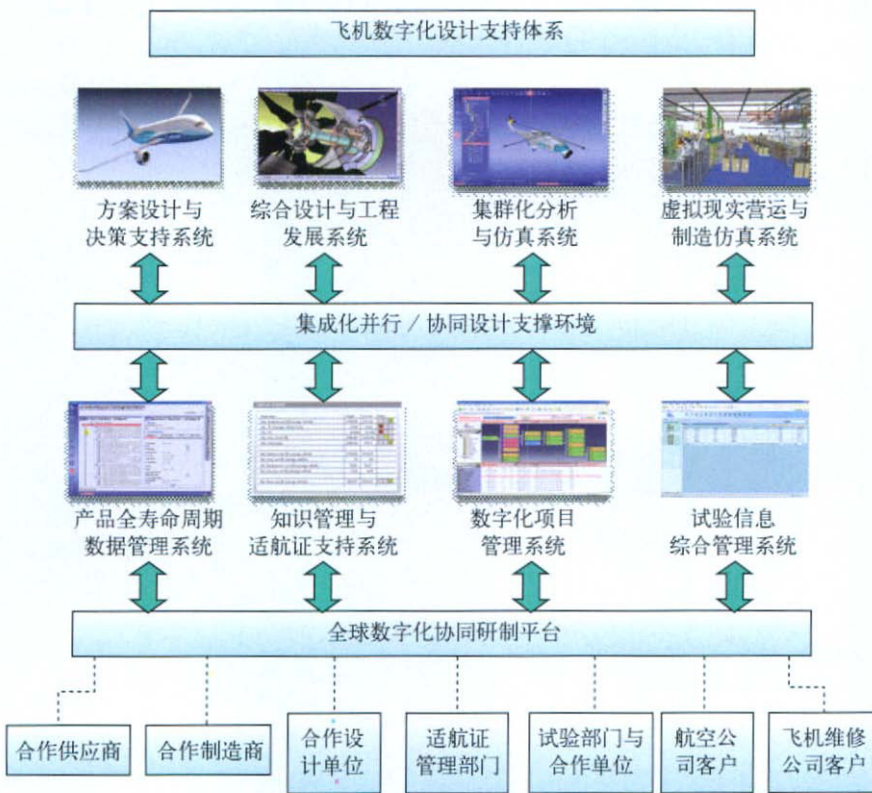 飞机数字化设计支持体系
方案设计与
决策支持系统
综合设计与工程
发展系统
集群化分析
与仿真系统
虚拟现实营运与
制造仿真系统
集成化并行 / 协同设计支撑环境
产品全寿命周期
数据管理系统
知识管理与
适航证支持系统
数字化项目
管理系统
试验信息
综合管理系统
全球数字化协同研制平台
合作供应商
合作制造商
合作设
计单位
适航证
管理部门
试验部门与
合作单位
航空公
司客户
飞机维修
公司客户